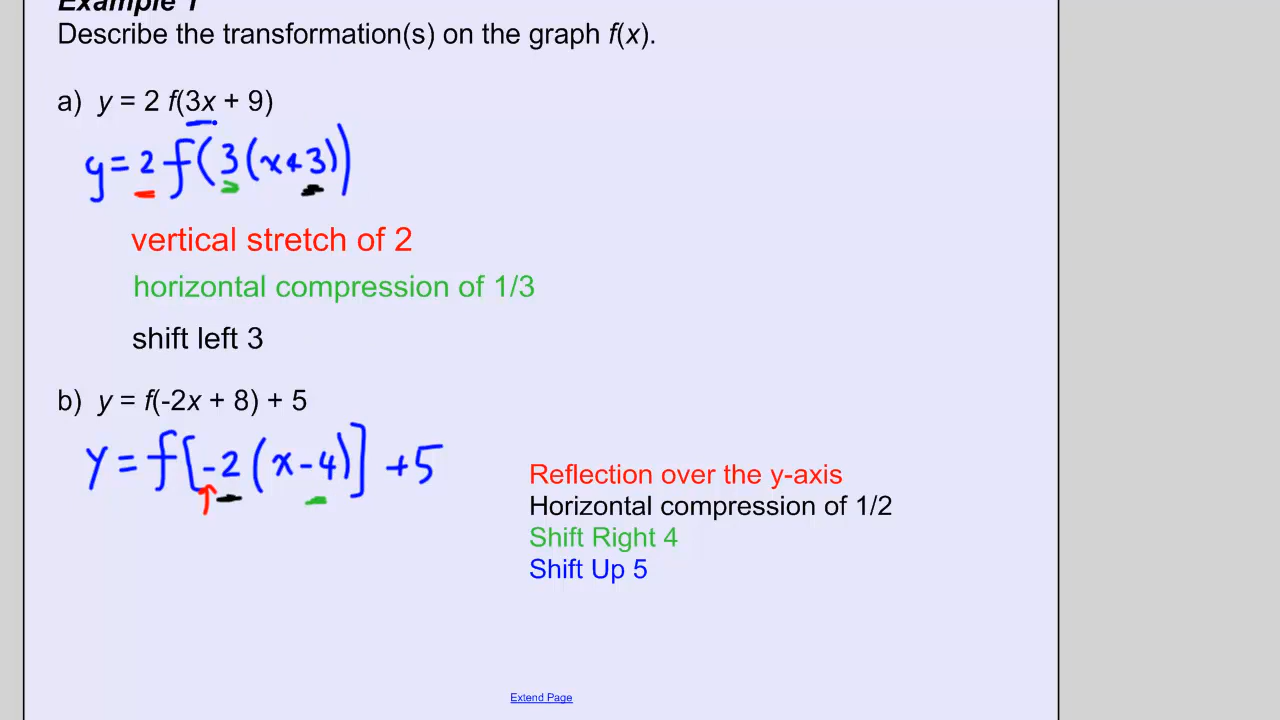 Example 1
Describe the transformation(s) on the graph f(x).
a) y = 2 f(3x + 9)
y = 2 f(3(x+3))
vertical stretch of 2
horizontal compression of 1/3
shift left 3
b) y = f(-2x + 8) + 5
y = f[-2(x-4)] +5
Reflection over the y-axis
Horizontal compression of 1/2
Shift Right 4
Shift Up 5
Extend Page